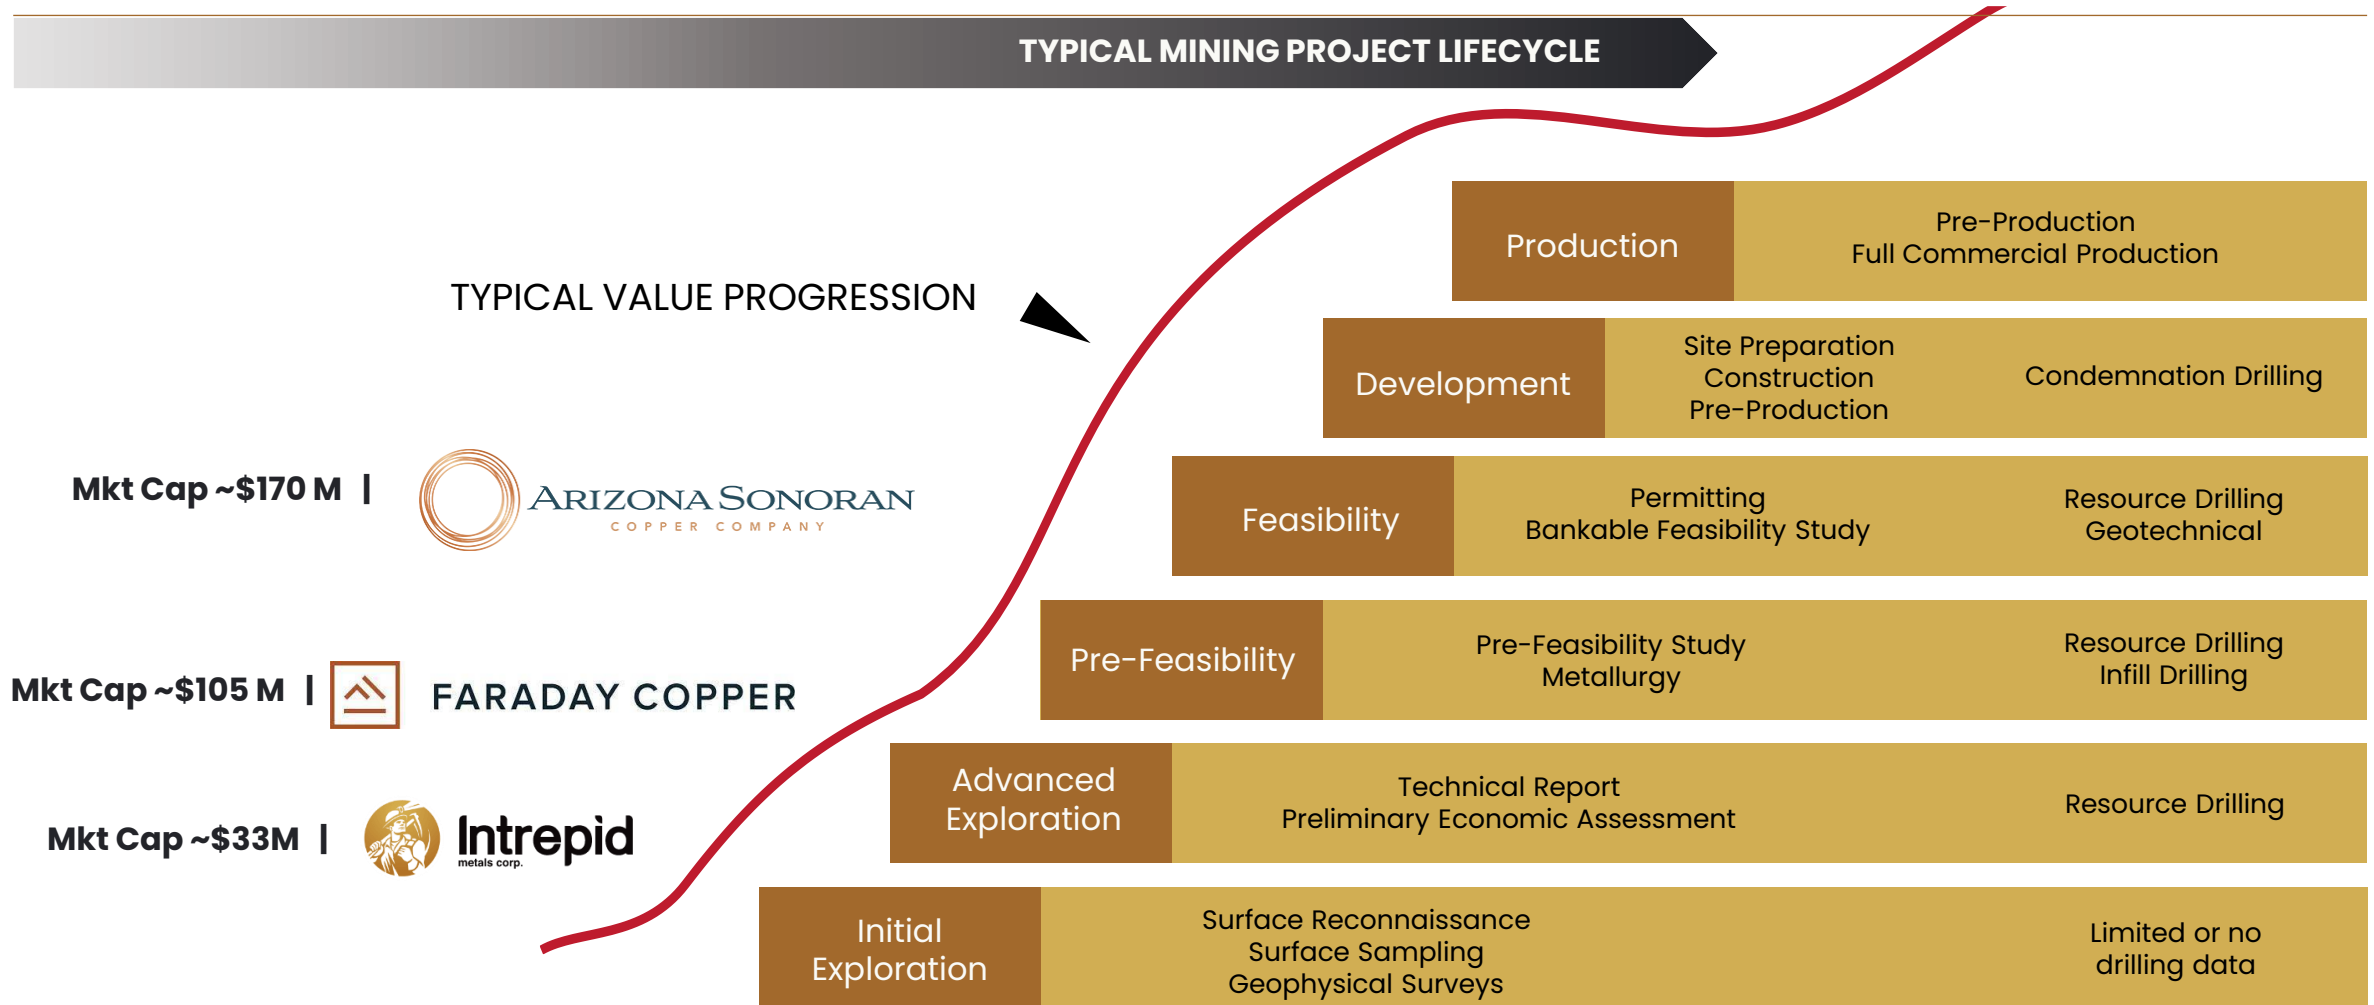 TYPICAL MINING PROJECT LIFECYCLE
TYPICAL VALUE PROGRESSION
Production
Pre-Production
Full Commercial Production
Development
Site Preparation
Construction
Pre-Production
Condemnation Drilling
Mkt Cap ~$170 M |
ARIZONA SONORAN
COPPER COMPANY
Feasibility
Permitting
Bankable Feasibility Study
Resource Drilling
Geotechnical
Mkt Cap ~$105 M |
FARADAY COPPER
Pre-Feasibility
Pre-Feasibility Study
Metallurgy
Resource Drilling
Infill Drilling
Mkt Cap ~$33M |
Intrepid
metals corp.
Advanced
Exploration
Technical Report
Preliminary Economic Assessment
Resource Drilling
Initial
Exploration
Surface Reconnaissance
Surface Sampling
Geophysical Surveys
Limited or no
drilling data